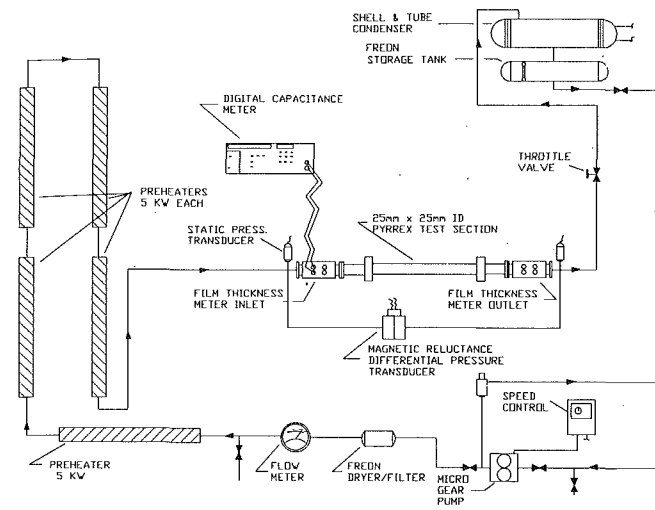 SHELL & TUBE
CONDENSER
FREON
STORAGE TANK
DIGITAL CAPACITANCE
METER
THROTTLE
VALVE
PREHEATERS
5 KW EACH
STATIC PRESS.
TRANSDUCER
25mm x 25mm ID
PYRREX TEST SECTION
FILM THICKNESS
METER INLET
FILM THICKNESS
METER OUTLET
MAGNETIC RELUCTANCE
DIFFERENTIAL PRESSURE
TRANSDUCER
SPEED
CONTROL
PREHEATER
5 KW
FLOW
METER
FREON
DRYER/FILTER
MICRO
GEAR
PUMP